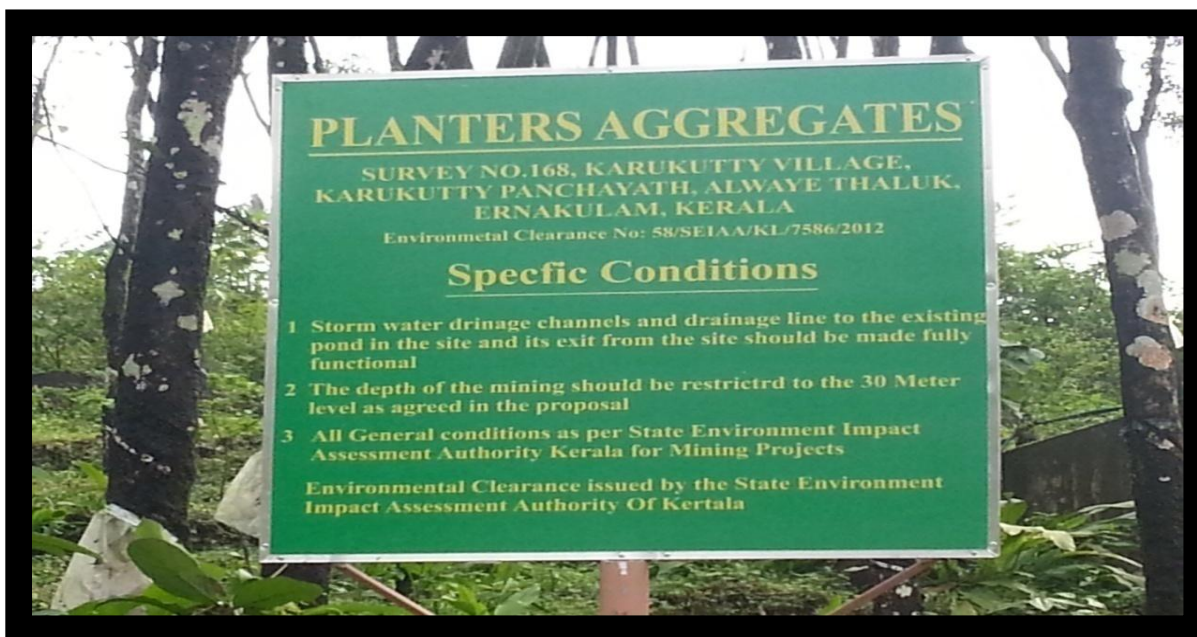 PLANTERS AGGREGATES
SURVEY NO.168, KARUKUTTY VILLAGE,
KARUKUTTY PANCHAYATH, ALWAYE THALUK,
ERNAKULAM, KERALA
Environmetal Clearance No: 58/SEIAA/KL/7586/2012
Specfic Conditions
1 Storm water drinage channels and drainage line to the existing
pond in the site and its exit from the site should be made fully
functional
2 The depth of the mining should be restrictrd to the 30 Meter
level as agreed in the proposal
3 All General conditions as per State Environment Impact
Assessment Authority Kerala for Mining Projects
Environmental Clearance issued by the State Environment
Impact Assessment Authority Of Kertala